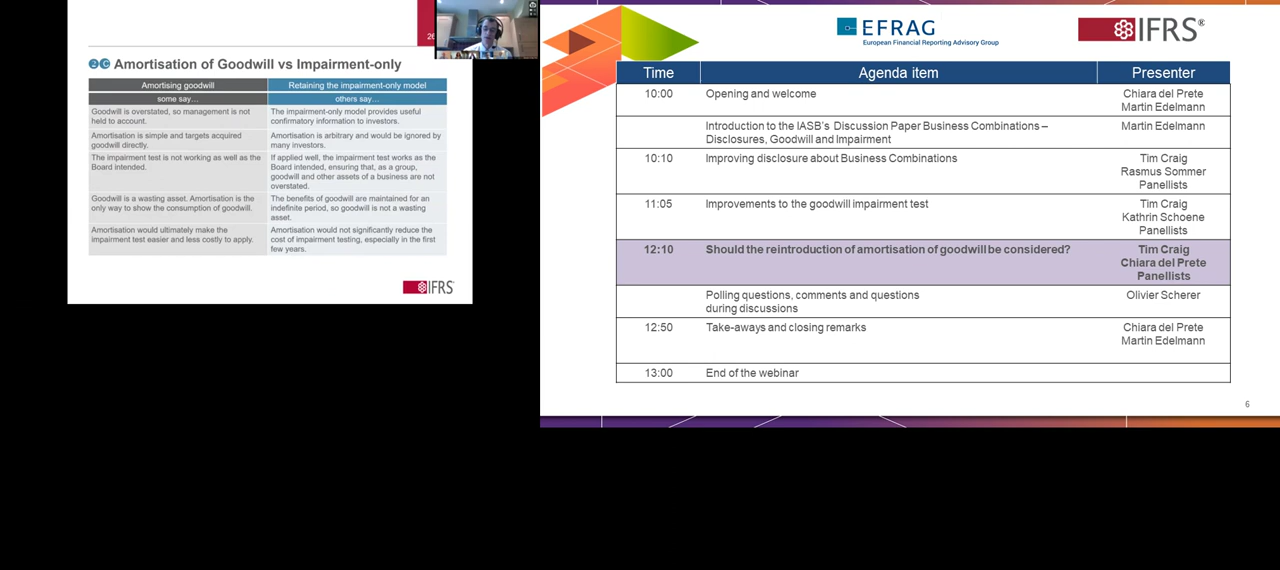 26
2C Amortisation of Goodwill vs Impairment-only
Amortising goodwill
Retaining the impairment-only model
some say…
others say…
Goodwill is overstated, so management is not
held to account.
The impairment-only model provides useful
confirmatory information to investors.
Amortisation is simple and targets acquired
goodwill directly.
Amortisation is arbitrary and would be ignored by
many investors.
The impairment test is not working as well as the
Board intended.
If applied well, the impairment test works as the
Board intended, ensuring that, as a group,
goodwill and other assets of a business are not
overstated.
Goodwill is a wasting asset. Amortisation is the
only way to show the consumption of goodwill.
The benefits of goodwill are maintained for an
indefinite period, so goodwill is not a wasting
asset.
Amortisation would ultimately make the
impairment test easier and less costly to apply.
Amortisation would not significantly reduce the
cost of impairment testing, especially in the first
few years.
IFRS
EFRAG
European Financial Reporting Advisory Group
IFRS®
Time
Agenda item
Presenter
10:00
Opening and welcome
Chiara del Prete
Martin Edelmann
Introduction to the IASB's Discussion Paper Business Combinations –
Disclosures, Goodwill and Impairment
Martin Edelmann
10:10
Improving disclosure about Business Combinations
Tim Craig
Rasmus Sommer
Panellists
11:05
Improvements to the goodwill impairment test
Tim Craig
Kathrin Schoene
Panellists
12:10
Should the reintroduction of amortisation of goodwill be considered?
Tim Craig
Chiara del Prete
Panellists
Polling questions, comments and questions
during discussions
Olivier Scherer
12:50
Take-aways and closing remarks
Chiara del Prete
Martin Edelmann
13:00
End of the webinar
6